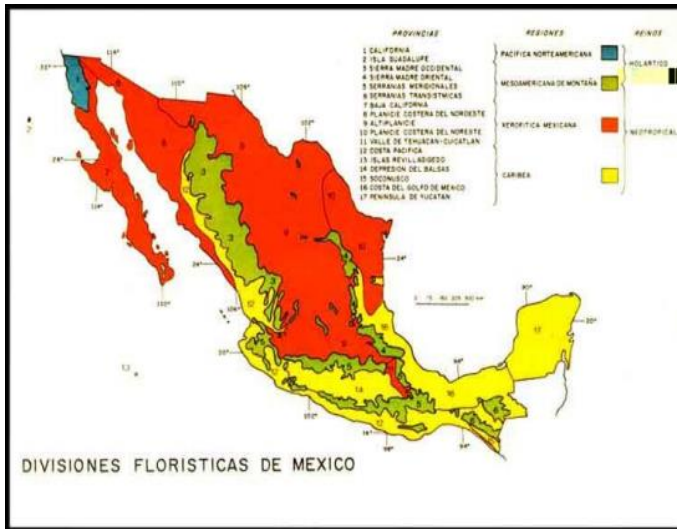 PROVINCIAS
1 CALIFORNIA
2 ISLA GUADALUPE
3 SIERRA MADRE OCCIDENTAL
4 SIERRA MADRE ORIENTAL
5 SERRANIAS MERIDIONALES
6 SERRANIAS TRANSISTMICAS
7 BAJA CALIFORNIA
8 PLANICIE COSTERA DEL NOROESTE
9 ALTIPLANICIE
10 PLANICIE COSTERA DEL NORESTE
11 VALLE DE TEHUACAN-CUICATLAN
12 COSTA PACIFICA
13 ISLAS REVILLAGIGEDO
14 DEPRESION DEL BALSAS
15 SOCONUSCO
16 COSTA DEL GOLFO DE MEXICO
17 PENINSULA DE YUCATAN
REGIONES
PACIFICA NORTEAMERICANA
MESOAMERICANA DE MONTAÑA
XEROFITICA MEXICANA
CARIBEA
REINOS
HOLARTICO
NEOTROPICAL
DIVISIONES FLORISTICAS DE MEXICO